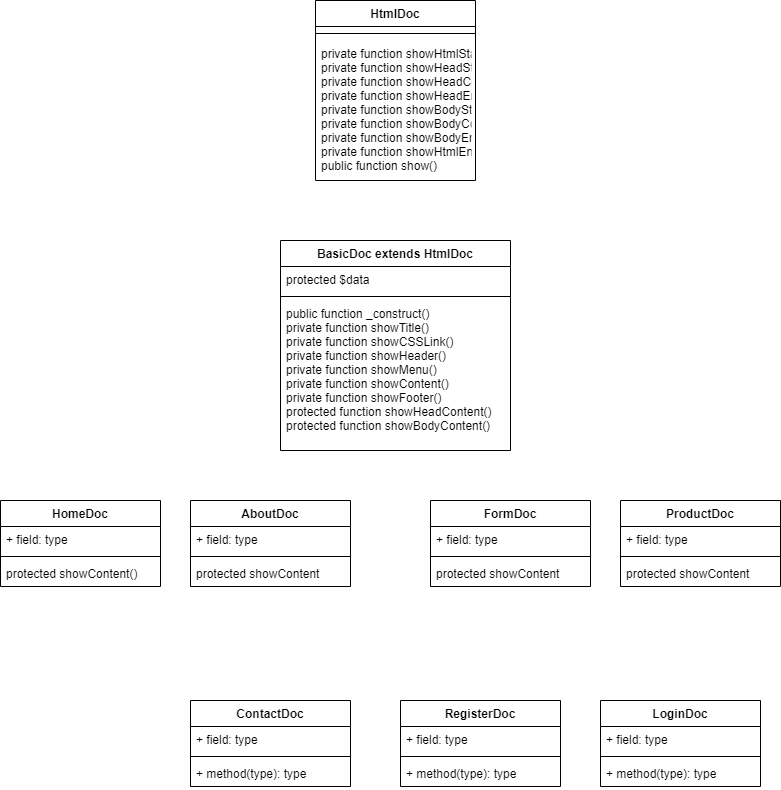 HtmlDoc
private function showHtmlSta
private function showHeadSt
private function showHeadC
private function showHeadE
private function showBodySt
private function showBodyCo
private function showBodyEn
private function showHtmlEn
public function show()
BasicDoc extends HtmlDoc
protected $data
public function _construct()
private function showTitle()
private function showCSSLink()
private function showHeader()
private function showMenu()
private function showContent()
private function showFooter()
protected function showHeadContent()
protected function showBodyContent()
HomeDoc
+ field: type
protected showContent()
AboutDoc
+ field: type
protected showContent
FormDoc
+ field: type
protected showContent
ProductDoc
+ field: type
protected showContent
ContactDoc
+ field: type
+ method(type): type
RegisterDoc
+ field: type
+ method(type): type
LoginDoc
+ field: type
+ method(type): type